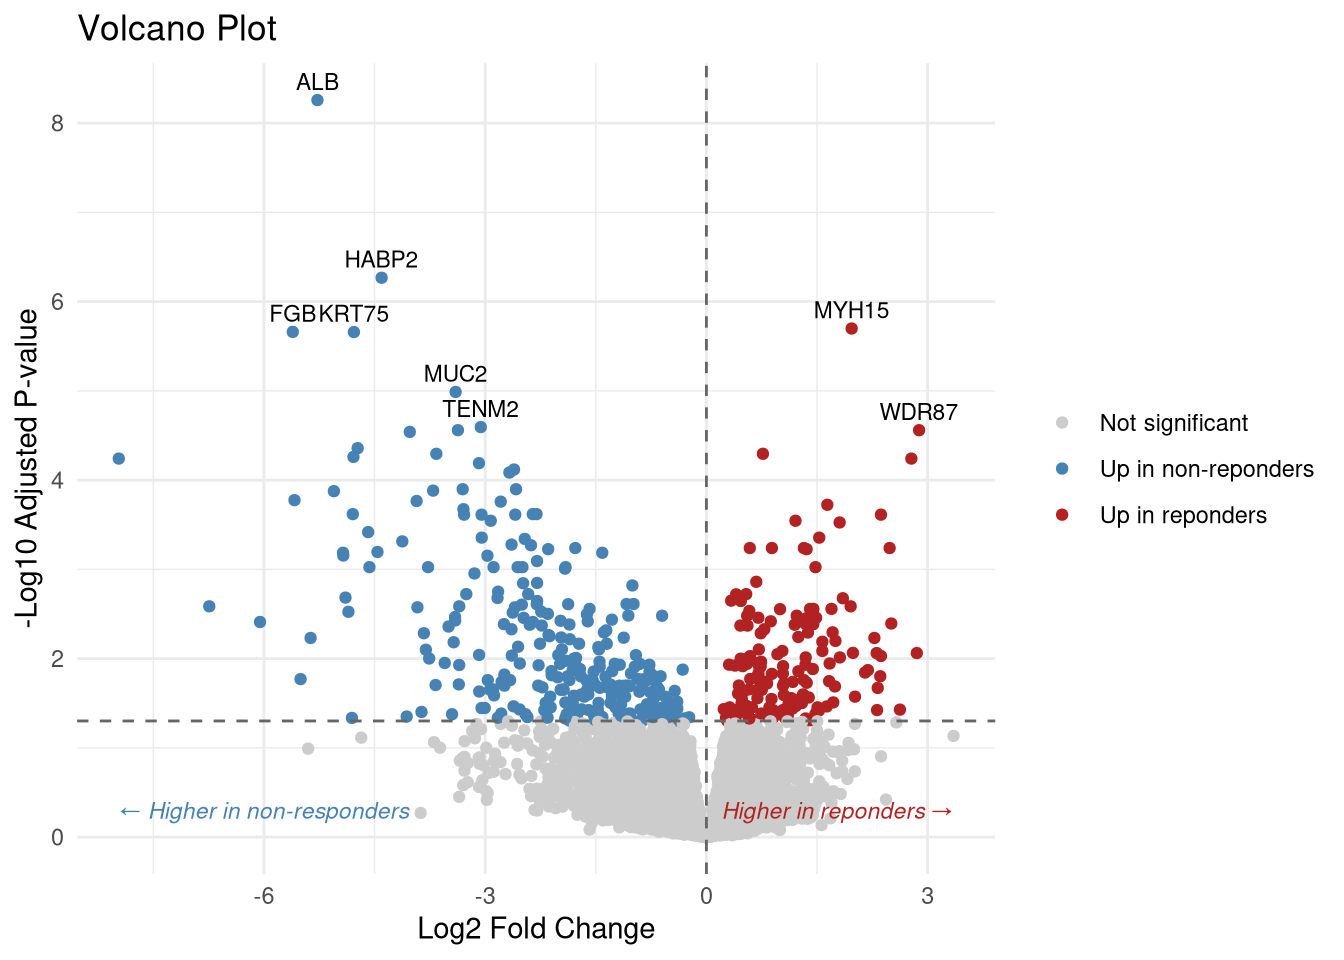 Volcano Plot
ALB
HABP2
FGB KRT75
MYH15
MUC2
TENM2
WDR87
8
6
4
2
0
-Log10 Adjusted P-value
Not significant
Up in non-reponders
Up in reponders
← Higher in non-responders
Higher in reponders →
-6 -3 0 3
Log2 Fold Change